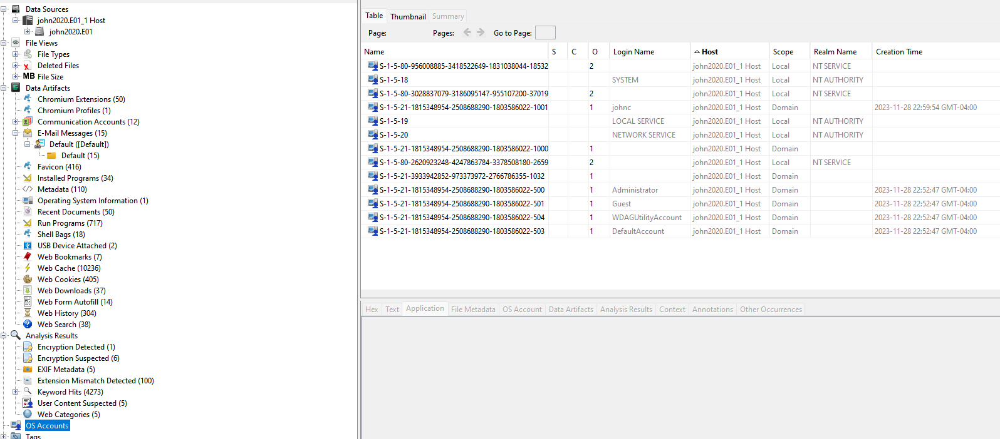 Data Sources
john2020.E01_1 Host
john2020.E01
File Views
File Types
Deleted Files
MB File Size
Data Artifacts
Chromium Extensions (50)
Chromium Profiles (1)
Communication Accounts (12)
E-Mail Messages (15)
Default ([Default])
Default (15)
Favicon (416)
Installed Programs (34)
Metadata (110)
Operating System Information (1)
Recent Documents (50)
Run Programs (717)
Shell Bags (18)
USB Device Attached (2)
Web Bookmarks (7)
Web Cache (10236)
Web Cookies (405)
Web Downloads (37)
Web Form Autofill (14)
Web History (304)
Web Search (38)
Analysis Results
Encryption Detected (1)
Encryption Suspected (6)
EXIF Metadata (5)
Extension Mismatch Detected (100)
Keyword Hits (4273)
User Content Suspected (5)
Web Categories (5)
OS Accounts
Tags
Table Thumbnail Summary
Page: Pages: Go to Page:
Name S C O Login Name Host Scope Realm Name Creation Time
S-1-5-80-956008885-3418522649-1831038044-18532 2 john2020.E01_1 Host Local NT SERVICE
S-1-5-18 SYSTEM john2020.E01_1 Host Local NT AUTHORITY
S-1-5-80-3028837079-3186095147-955107200-37019 2 john2020.E01_1 Host Local NT SERVICE
S-1-5-21-1815348954-2508688290-1803586022-1001 1 johnc john2020.E01_1 Host Domain 2023-11-28 22:59:54 GMT-04:00
S-1-5-19 LOCAL SERVICE john2020.E01_1 Host Local NT AUTHORITY
S-1-5-20 NETWORK SERVICE john2020.E01_1 Host Local NT AUTHORITY
S-1-5-21-1815348954-2508688290-1803586022-1000 1 john2020.E01_1 Host Domain
S-1-5-80-2620923248-4247863784-3378508180-2659 2 john2020.E01_1 Host Local NT SERVICE
S-1-5-21-3933942852-973373972-2766786355-1032 1 john2020.E01_1 Host Domain
S-1-5-21-1815348954-2508688290-1803586022-500 1 Administrator john2020.E01_1 Host Domain 2023-11-28 22:52:47 GMT-04:00
S-1-5-21-1815348954-2508688290-1803586022-501 1 Guest john2020.E01_1 Host Domain 2023-11-28 22:52:47 GMT-04:00
S-1-5-21-1815348954-2508688290-1803586022-504 1 WDAGUtilityAccount john2020.E01_1 Host Domain 2023-11-28 22:52:47 GMT-04:00
S-1-5-21-1815348954-2508688290-1803586022-503 1 DefaultAccount john2020.E01_1 Host Domain 2023-11-28 22:52:47 GMT-04:00
Hex Text Application File Metadata OS Account Data Artifacts Analysis Results Context Annotations Other Occurrences